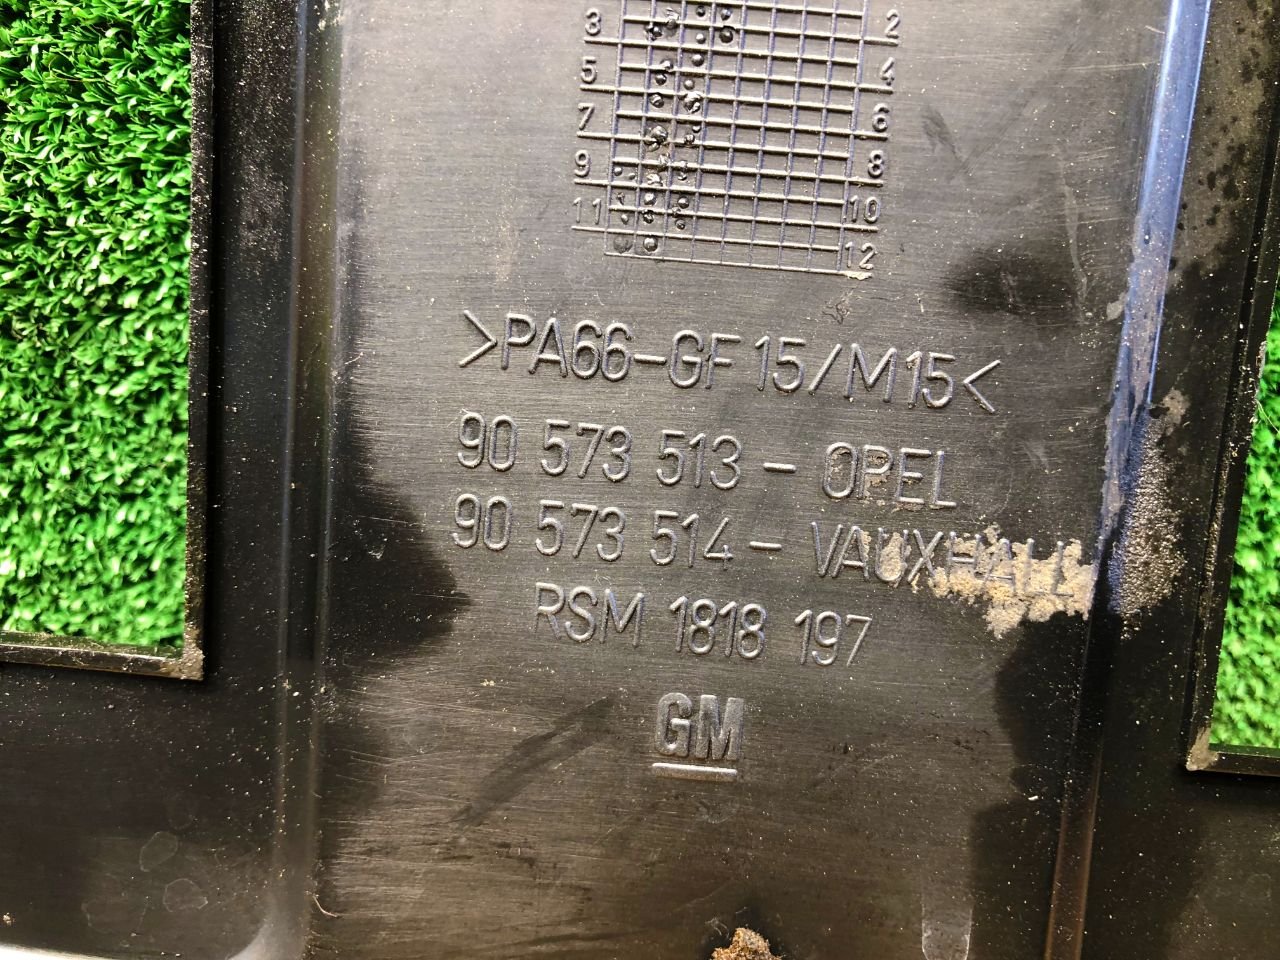 3 2
5 4
7 6
9 8
11 10
12
>PA66-GF15/M15<
90 573 513 - OPEL
90 573 514 - VAUXHALL
RSM 1818 197
GM